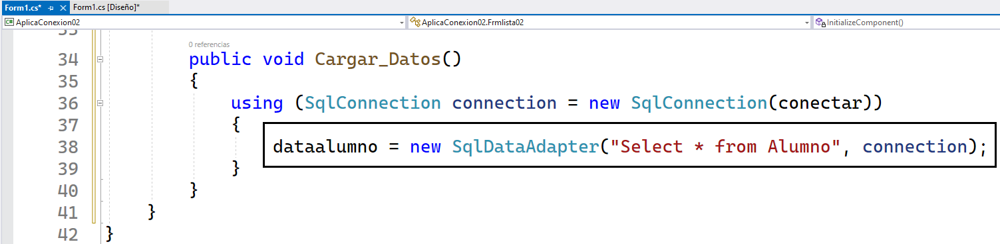 Form1.cs* Form1.cs [Diseño]*
C# AplicaConexion02 AplicaConexion02.Frmlista02 InitializeComponent()
33
0 referencias
34 public void Cargar_Datos()
35 {
36 using (SqlConnection connection = new SqlConnection(conectar))
37 {
38 dataalumno = new SqlDataAdapter("Select * from Alumno", connection);
39 }
40 }
41 }
42 }